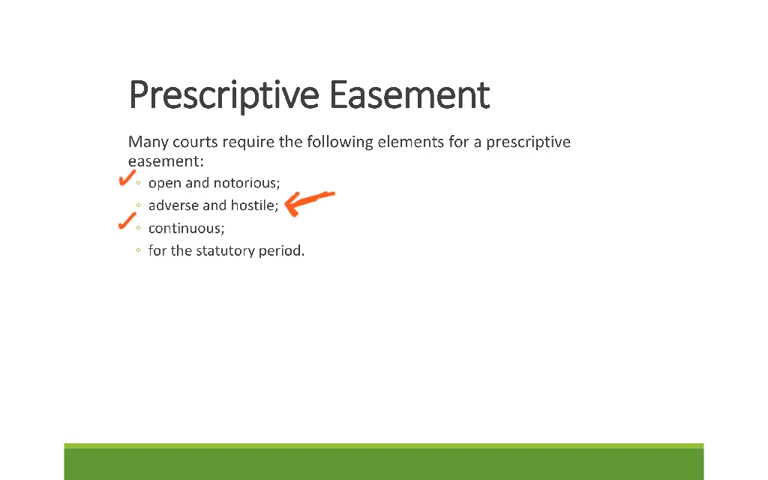 Prescriptive Easement
Many courts require the following elements for a prescriptive
easement:
◦ open and notorious;
◦ adverse and hostile;
◦ continuous;
◦ for the statutory period.